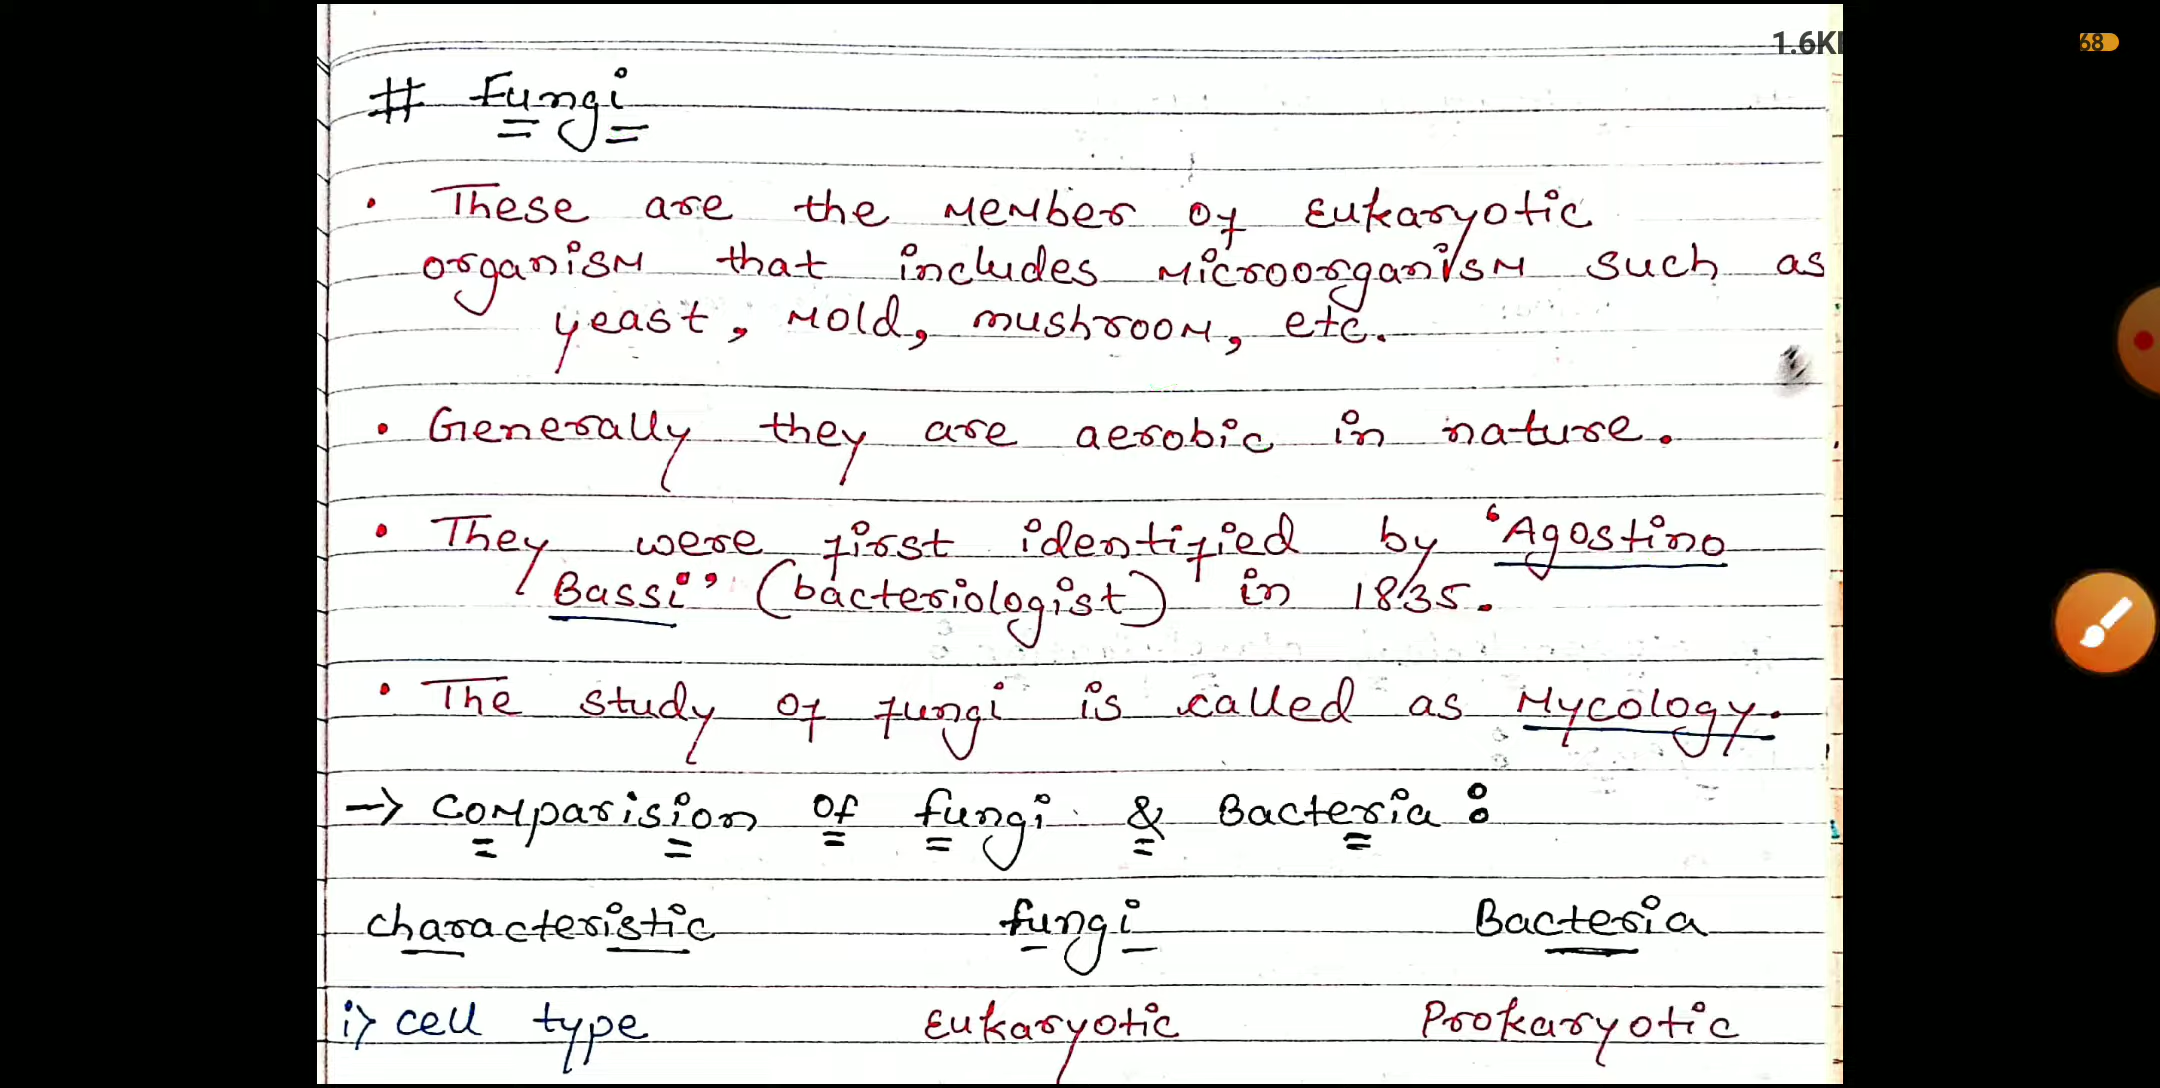 1.6K
68
# Fungi
• These are the member of Eukaryotic
organism that includes microorganism such as
yeast, mold, mushroom, etc.
• Generally they are aerobic in nature.
• They were first identified by ‘Agostino
Bassi’ (bacteriologist) in 1835.
• The study of fungi is called as Mycology.
→ Comparision of fungi & Bacteria :
characteristic fungi Bacteria
i) cell type Eukaryotic Prokaryotic